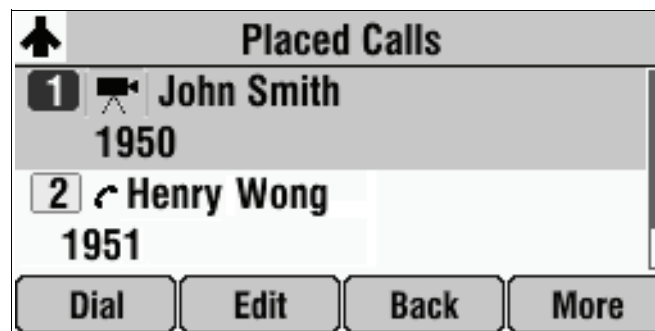 Placed Calls
1 John Smith
1950
2 Henry Wong
1951
Dial Edit Back More